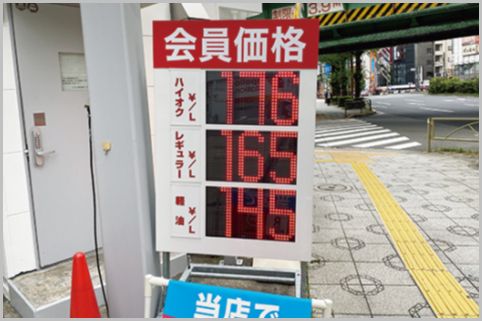 会員価格
ハイオク ¥/L 176
レギュラー ¥/L 165
軽油 ¥/L 145
当店で